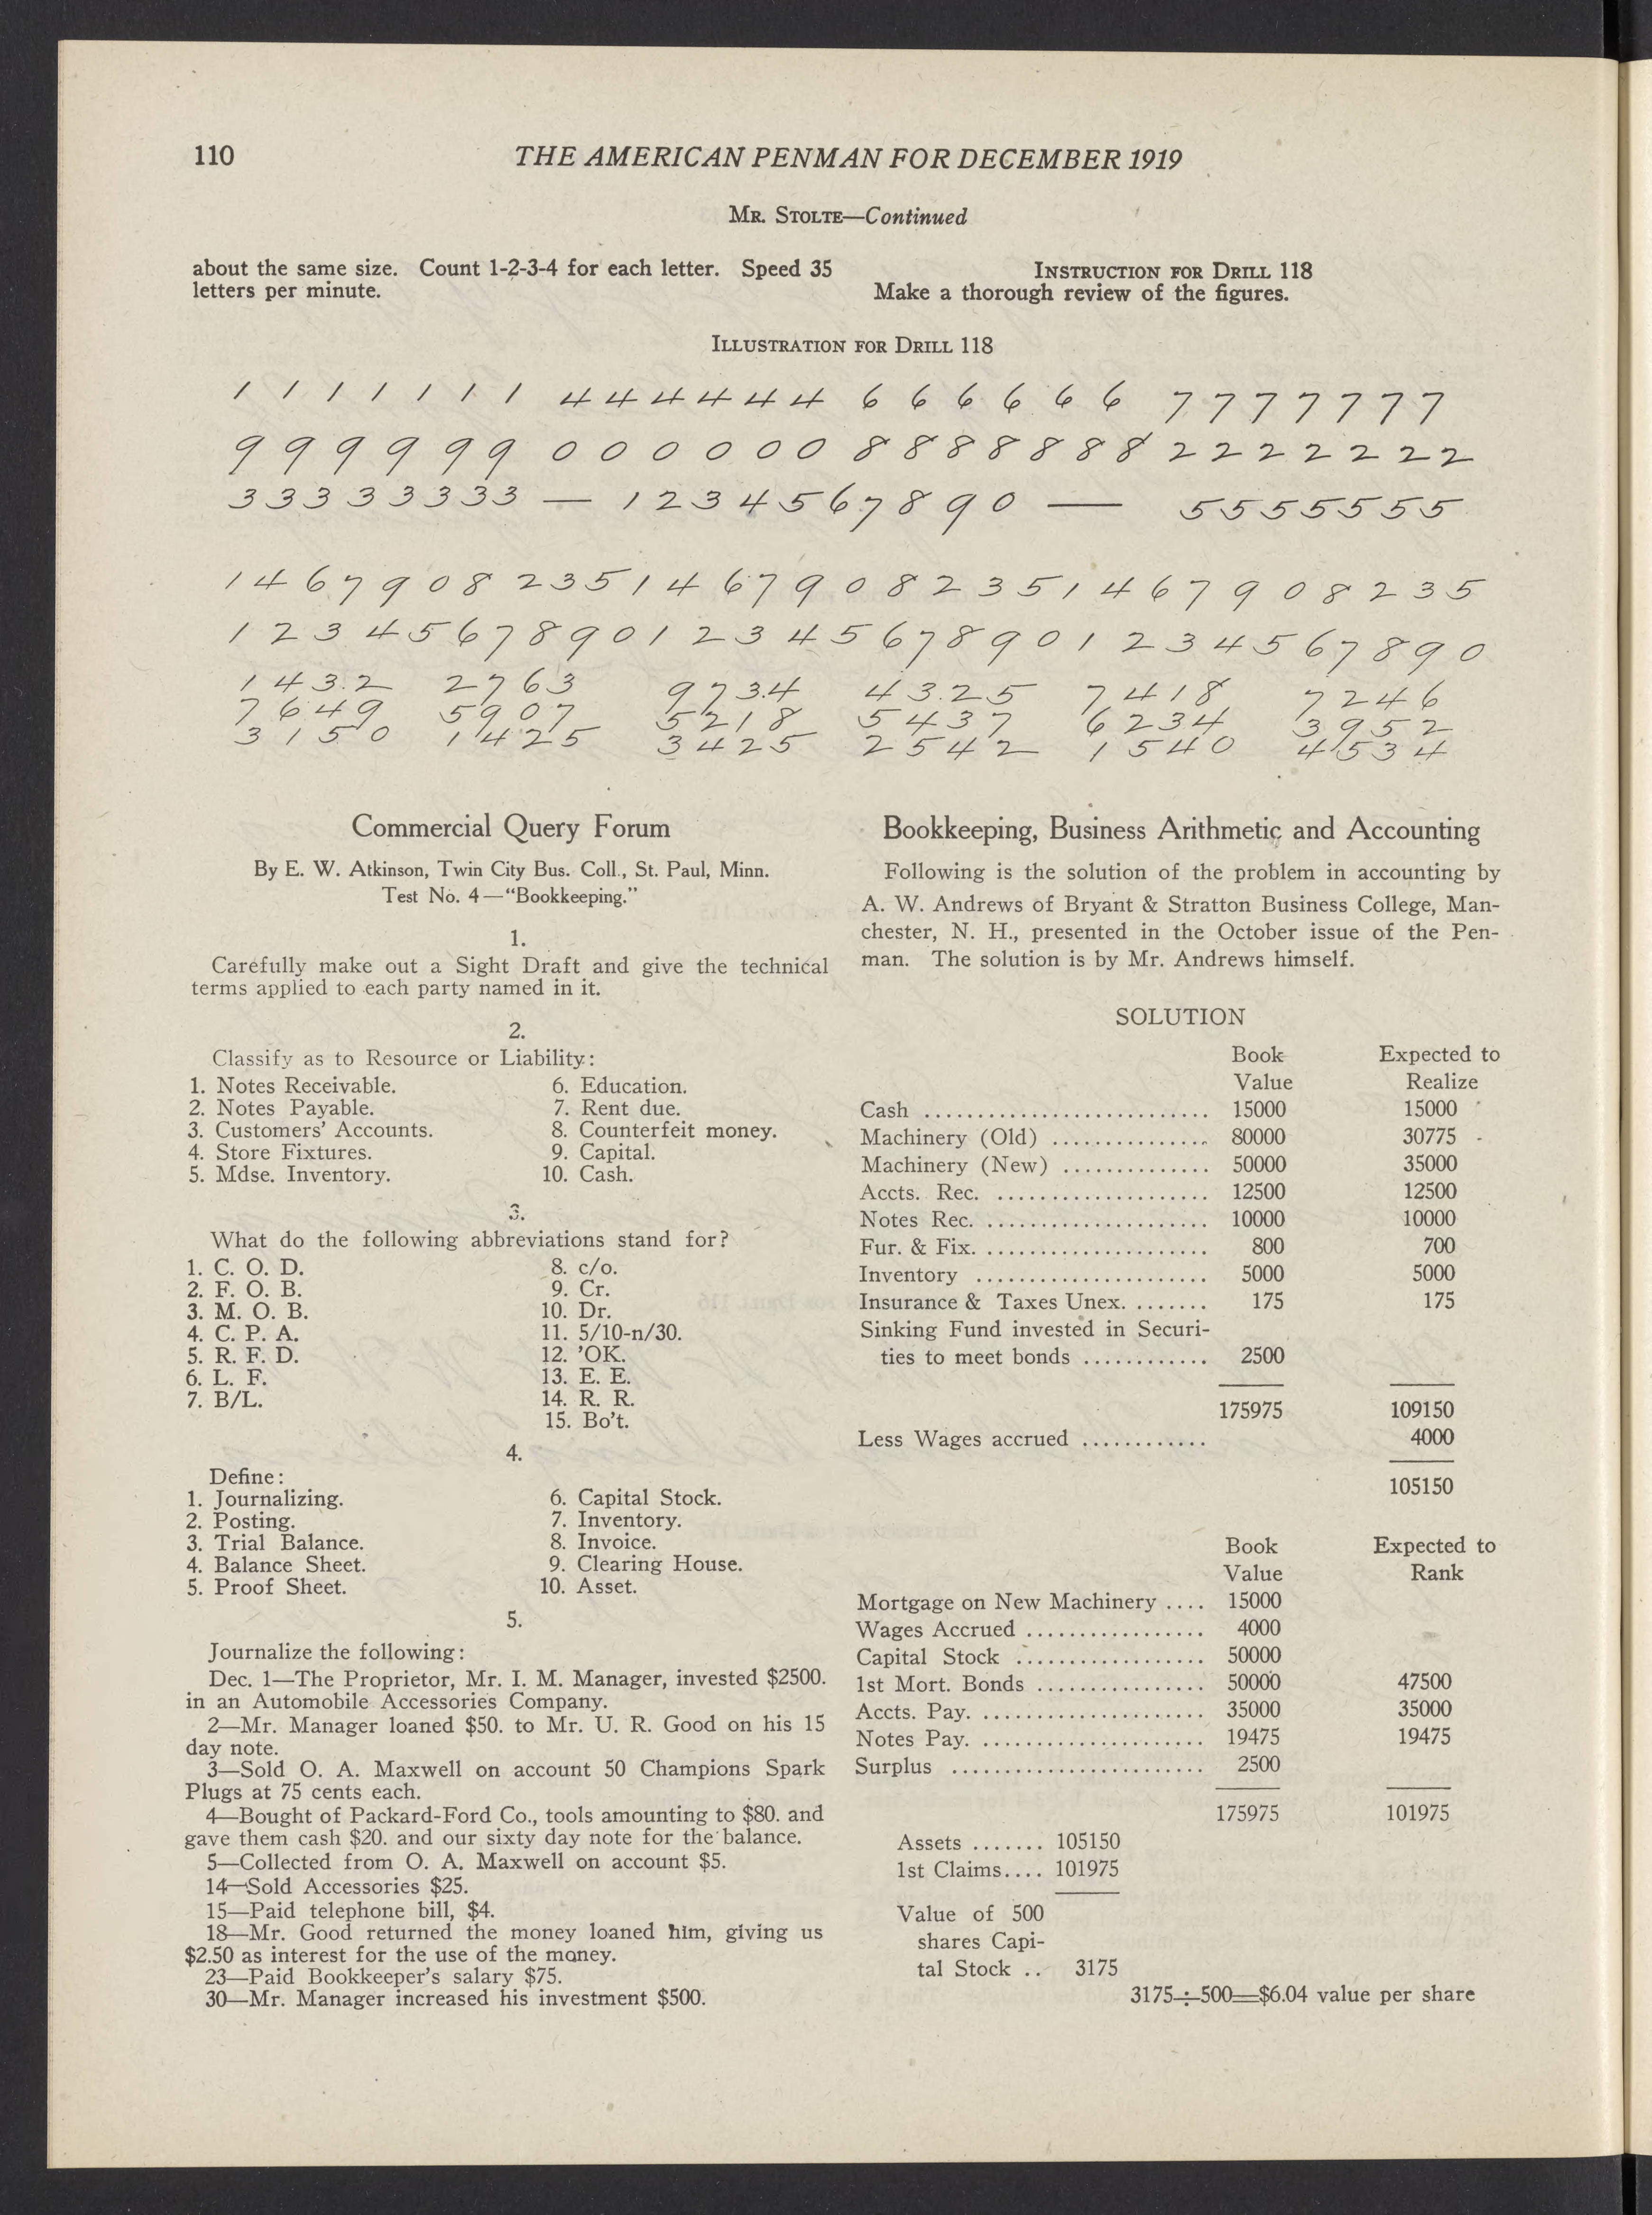 110
THE AMERICAN PENMAN FOR DECEMBER 1919
MR. STOLTE—Continued
about the same size. Count 1-2-3-4 for each letter. Speed 35
letters per minute.
INSTRUCTION FOR DRILL 118
Make a thorough review of the figures.
ILLUSTRATION FOR DRILL 118
1 1 1 1 1 1 1 4 4 4 4 4 4 6 6 6 6 6 6 7 7 7 7 7 7 7
9 9 9 9 9 9 0 0 0 0 0 0 8 8 8 8 8 8 8 2 2 2 2 2 2 2
3 3 3 3 3 3 3 3 — 1 2 3 4 5 6 7 8 9 0 — 5 5 5 5 5 5 5
1 4 6 7 9 0 8 2 3 5 1 4 6 7 9 0 8 2 3 5 1 4 6 7 9 0 8 2 3 5
1 2 3 4 5 6 7 8 9 0 1 2 3 4 5 6 7 8 9 0 1 2 3 4 5 6 7 8 9 0
1432 2763 9734 4325 7418 7246
7649 5907 5218 5437 6234 3952
3150 1425 3425 2542 1540 4534
Commercial Query Forum
By E. W. Atkinson, Twin City Bus. Coll., St. Paul, Minn.
Test No. 4—“Bookkeeping.”
1.
Carefully make out a Sight Draft and give the technical
terms applied to each party named in it.
2.
Classify as to Resource or Liability:
1. Notes Receivable. 6. Education.
2. Notes Payable. 7. Rent due.
3. Customers’ Accounts. 8. Counterfeit money.
4. Store Fixtures. 9. Capital.
5. Mdse. Inventory. 10. Cash.
3.
What do the following abbreviations stand for?
1. C. O. D. 8. c/o.
2. F. O. B. 9. Cr.
3. M. O. B. 10. Dr.
4. C. P. A. 11. 5/10-n/30.
5. R. F. D. 12. ’OK.
6. L. F. 13. E. E.
7. B/L. 14. R. R.
15. Bo’t.
4.
Define:
1. Journalizing. 6. Capital Stock.
2. Posting. 7. Inventory.
3. Trial Balance. 8. Invoice.
4. Balance Sheet. 9. Clearing House.
5. Proof Sheet. 10. Asset.
5.
Journalize the following:
Dec. 1—The Proprietor, Mr. I. M. Manager, invested $2500.
in an Automobile Accessories Company.
2—Mr. Manager loaned $50. to Mr. U. R. Good on his 15
day note.
3—Sold O. A. Maxwell on account 50 Champions Spark
Plugs at 75 cents each.
4—Bought of Packard-Ford Co., tools amounting to $80. and
gave them cash $20. and our sixty day note for the balance.
5—Collected from O. A. Maxwell on account $5.
14—Sold Accessories $25.
15—Paid telephone bill, $4.
18—Mr. Good returned the money loaned him, giving us
$2.50 as interest for the use of the money.
23—Paid Bookkeeper’s salary $75.
30—Mr. Manager increased his investment $500.
Bookkeeping, Business Arithmetic and Accounting
Following is the solution of the problem in accounting by
A. W. Andrews of Bryant & Stratton Business College, Man-
chester, N. H., presented in the October issue of the Pen-
man. The solution is by Mr. Andrews himself.
SOLUTION
Book Expected to
Value Realize
Cash .......................... 15000 15000
Machinery (Old) ............... 80000 30775
Machinery (New) .............. 50000 35000
Accts. Rec. .................... 12500 12500
Notes Rec. ..................... 10000 10000
Fur. & Fix. ..................... 800 700
Inventory ...................... 5000 5000
Insurance & Taxes Unex. ....... 175 175
Sinking Fund invested in Securi-
ties to meet bonds ............ 2500
175975 109150
Less Wages accrued ............ 4000
105150
Book Expected to
Value Rank
Mortgage on New Machinery .... 15000
Wages Accrued ................. 4000
Capital Stock .................. 50000
1st Mort. Bonds ................ 50000 47500
Accts. Pay. ..................... 35000 35000
Notes Pay. ..................... 19475 19475
Surplus ........................ 2500
175975 101975
Assets ....... 105150
1st Claims.... 101975
Value of 500
shares Capi-
tal Stock .. 3175
3175÷500=$6.04 value per share